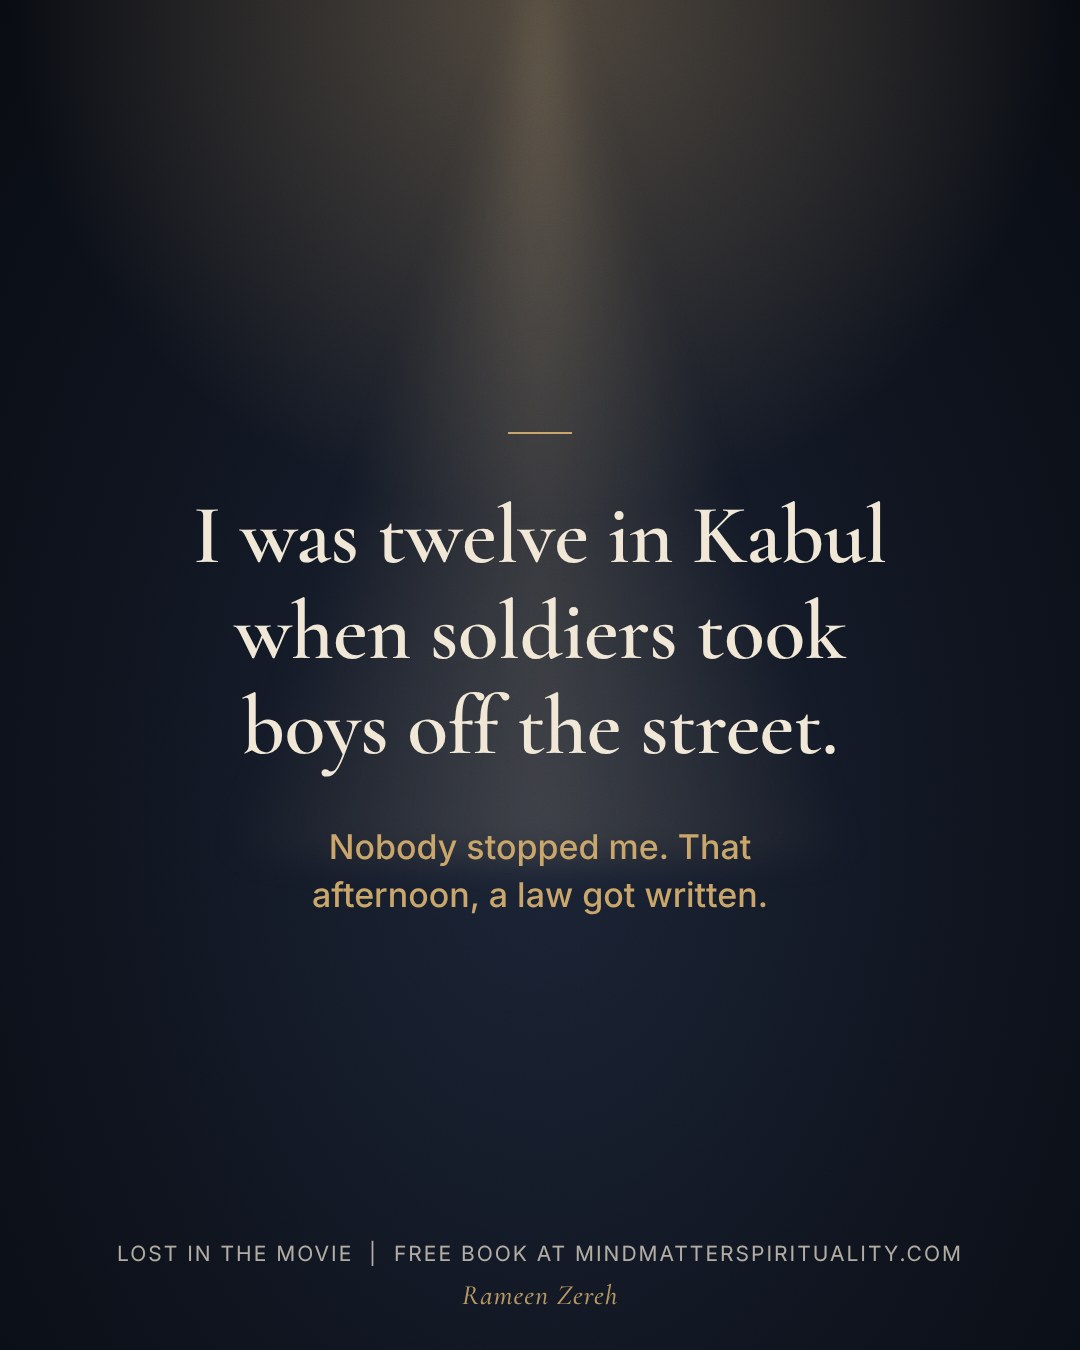 I was twelve in Kabul
when soldiers took
boys off the street.
Nobody stopped me. That
afternoon, a law got written.
LOST IN THE MOVIE | FREE BOOK AT MINDMATTERSPIRITUALITY.COM
Rameen Zereh